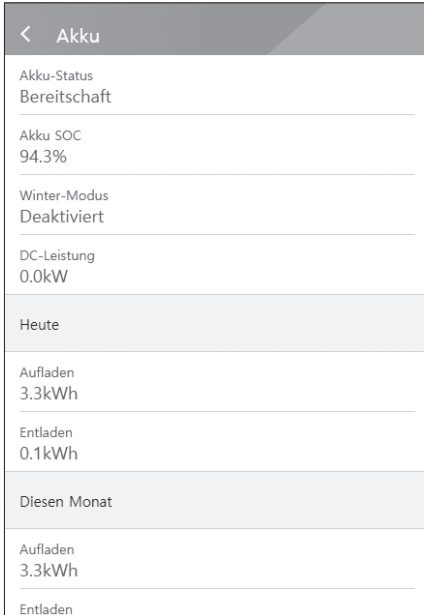 Akku
Akku-Status
Bereitschaft
Akku SOC
94.3%
Winter-Modus
Deaktiviert
DC-Leistung
0.0kW
Heute
Aufladen
3.3kWh
Entladen
0.1kWh
Diesen Monat
Aufladen
3.3kWh
Entladen